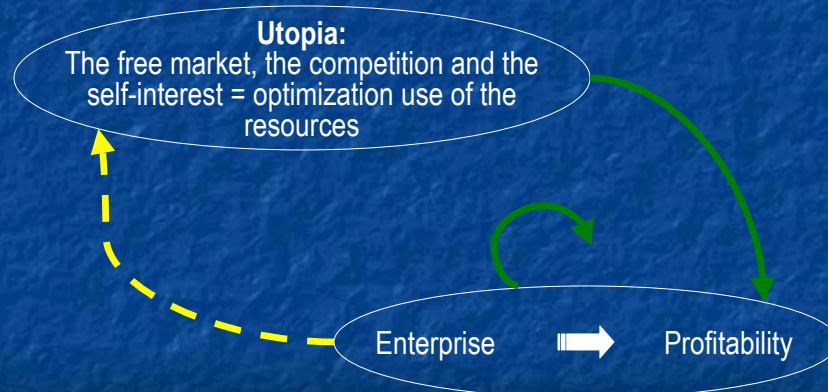 Utopia:
The free market, the competition and the
self-interest = optimization use of the
resources
Enterprise
Profitability